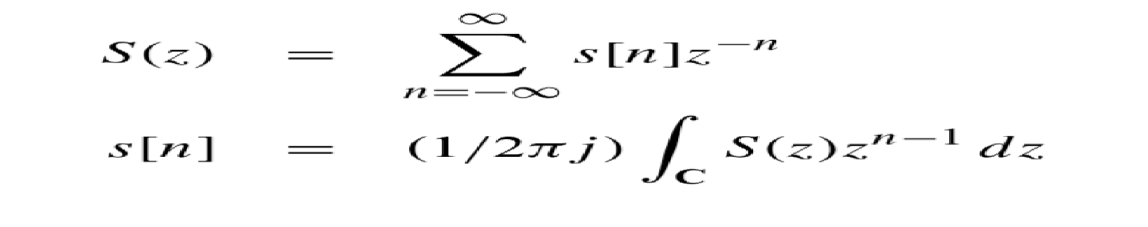 S(z) = ∑_{n=-∞}^{∞} s[n]z^{-n}
s[n] = (1/2πj) ∫_C S(z)z^{n-1} dz